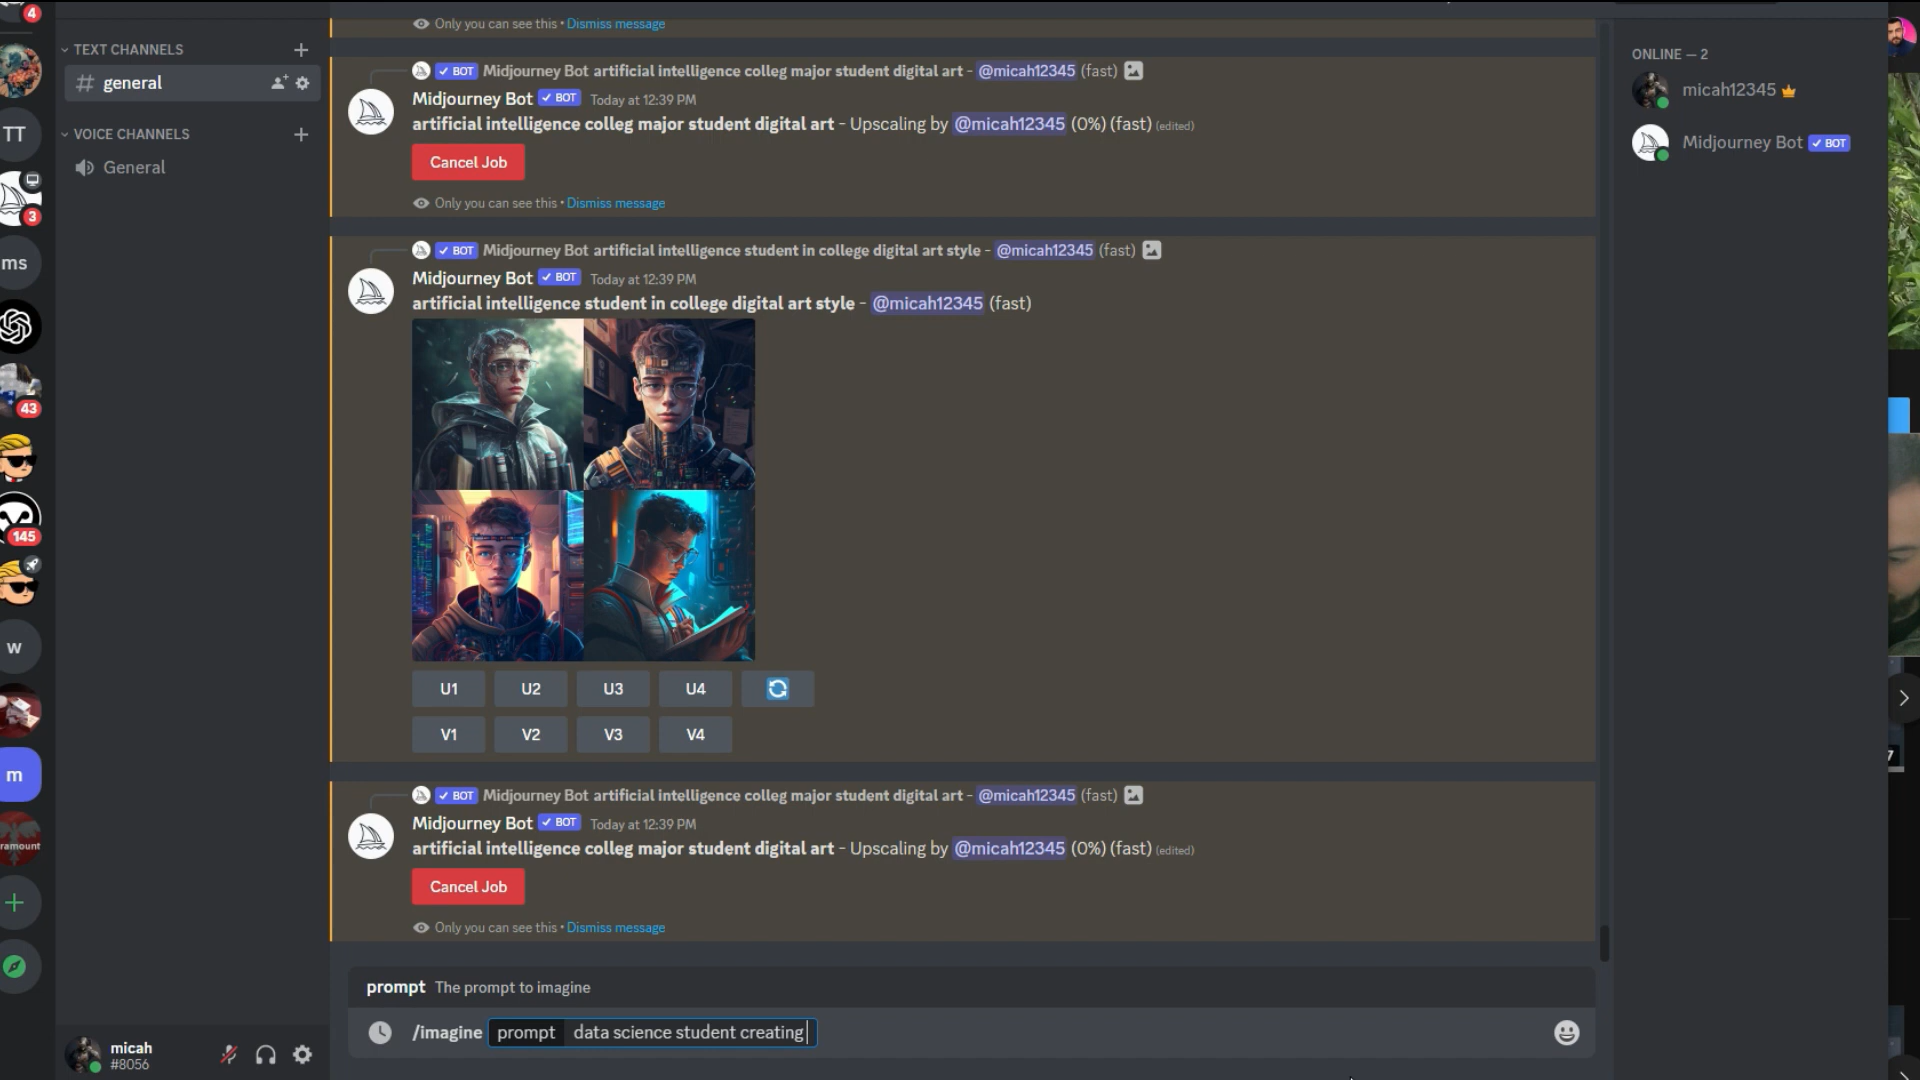 4
TT
3
ms
43
145
w
m
ramount
TEXT CHANNELS
# general
VOICE CHANNELS
General
micah
#8056
Only you can see this • Dismiss message
BOT Midjourney Bot artificial intelligence colleg major student digital art - @micah12345 (fast)
Midjourney Bot BOT Today at 12:39 PM
artificial intelligence colleg major student digital art - Upscaling by @micah12345 (0%) (fast) (edited)
Cancel Job
Only you can see this • Dismiss message
BOT Midjourney Bot artificial intelligence student in college digital art style - @micah12345 (fast)
Midjourney Bot BOT Today at 12:39 PM
artificial intelligence student in college digital art style - @micah12345 (fast)
U1 U2 U3 U4
V1 V2 V3 V4
BOT Midjourney Bot artificial intelligence colleg major student digital art - @micah12345 (fast)
Midjourney Bot BOT Today at 12:39 PM
artificial intelligence colleg major student digital art - Upscaling by @micah12345 (0%) (fast) (edited)
Cancel Job
Only you can see this • Dismiss message
prompt The prompt to imagine
/imagine prompt data science student creating
ONLINE — 2
micah12345
Midjourney Bot BOT
7